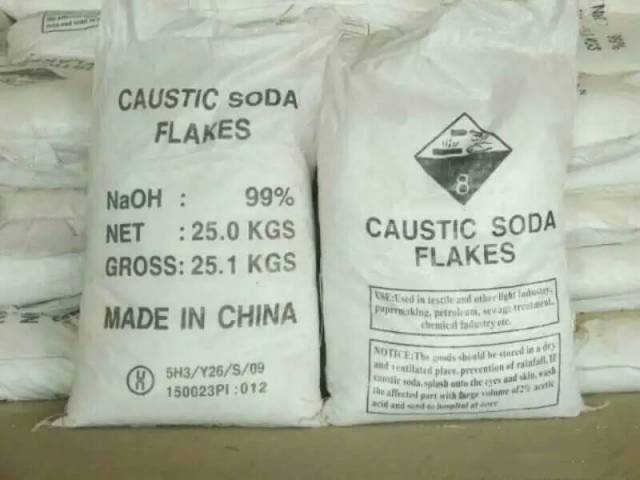 CAUSTIC SODA
FLAKES
NaOH : 99%
NET : 25.0 KGS
GROSS: 25.1 KGS
MADE IN CHINA
5H3/Y26/S/09
150023PI:012
8
CAUSTIC SODA
FLAKES
USE:Used in textile and other light Industry,
papermaking, petroleum, sewage treatment,
chemical Industry etc.
NOTICE:The goods should be stored in a dry
and ventilated place, prevention of rainfall, If
caustic soda, splash onto the eyes and skin, wash
the affected part with large volume of2% acetic
acid and send to hospital at once
99%
KGS